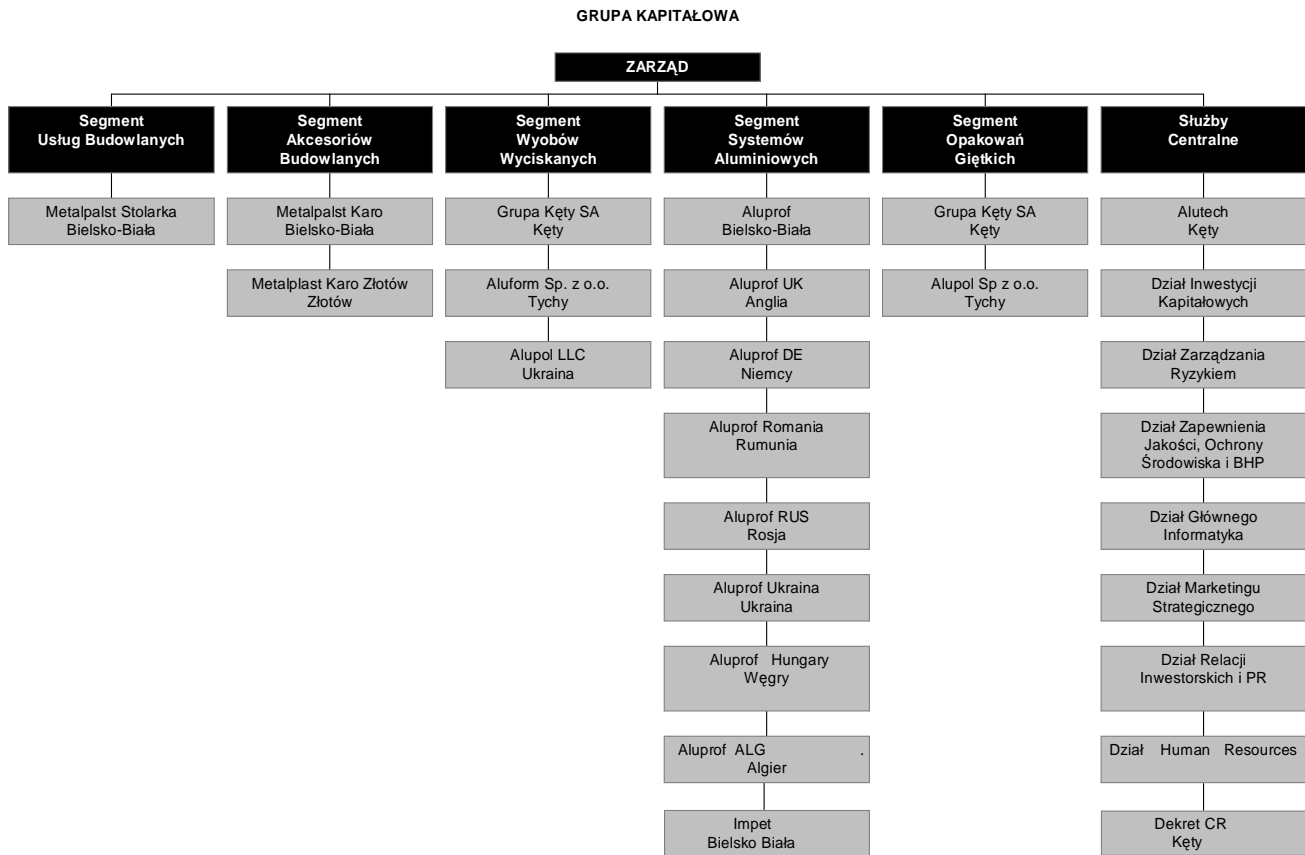 GRUPA KAPITAŁOWA
ZARZĄD
Segment
Usług Budowlanych
Segment
Akcesoriów
Budowlanych
Segment
Wyobów
Wyciskanych
Segment
Systemów
Aluminiowych
Segment
Opakowań
Giętkich
Służby
Centralne
Metalpalst Stolarka
Bielsko-Biała
Metalpalst Karo
Bielsko-Biała
Grupa Kęty SA
Kęty
Aluprof
Bielsko-Biała
Grupa Kęty SA
Kęty
Alutech
Kęty
Metalplast Karo Złotów
Złotów
Aluform Sp. z o.o.
Tychy
Aluprof UK
Anglia
Alupol Sp z o.o.
Tychy
Dział Inwestycji
Kapitałowych
Alupol LLC
Ukraina
Aluprof DE
Niemcy
Dział Zarządzania
Ryzykiem
Aluprof Romania
Rumunia
Dział Zapewnienia
Jakości, Ochrony
Środowiska i BHP
Aluprof RUS
Rosja
Dział Głównego
Informatyka
Aluprof Ukraina
Ukraina
Dział Marketingu
Strategicznego
Aluprof Hungary
Węgry
Dział Relacji
Inwestorskich i PR
Aluprof ALG .
Algier
Dział Human Resources
Impet
Bielsko Biała
Dekret CR
Kęty